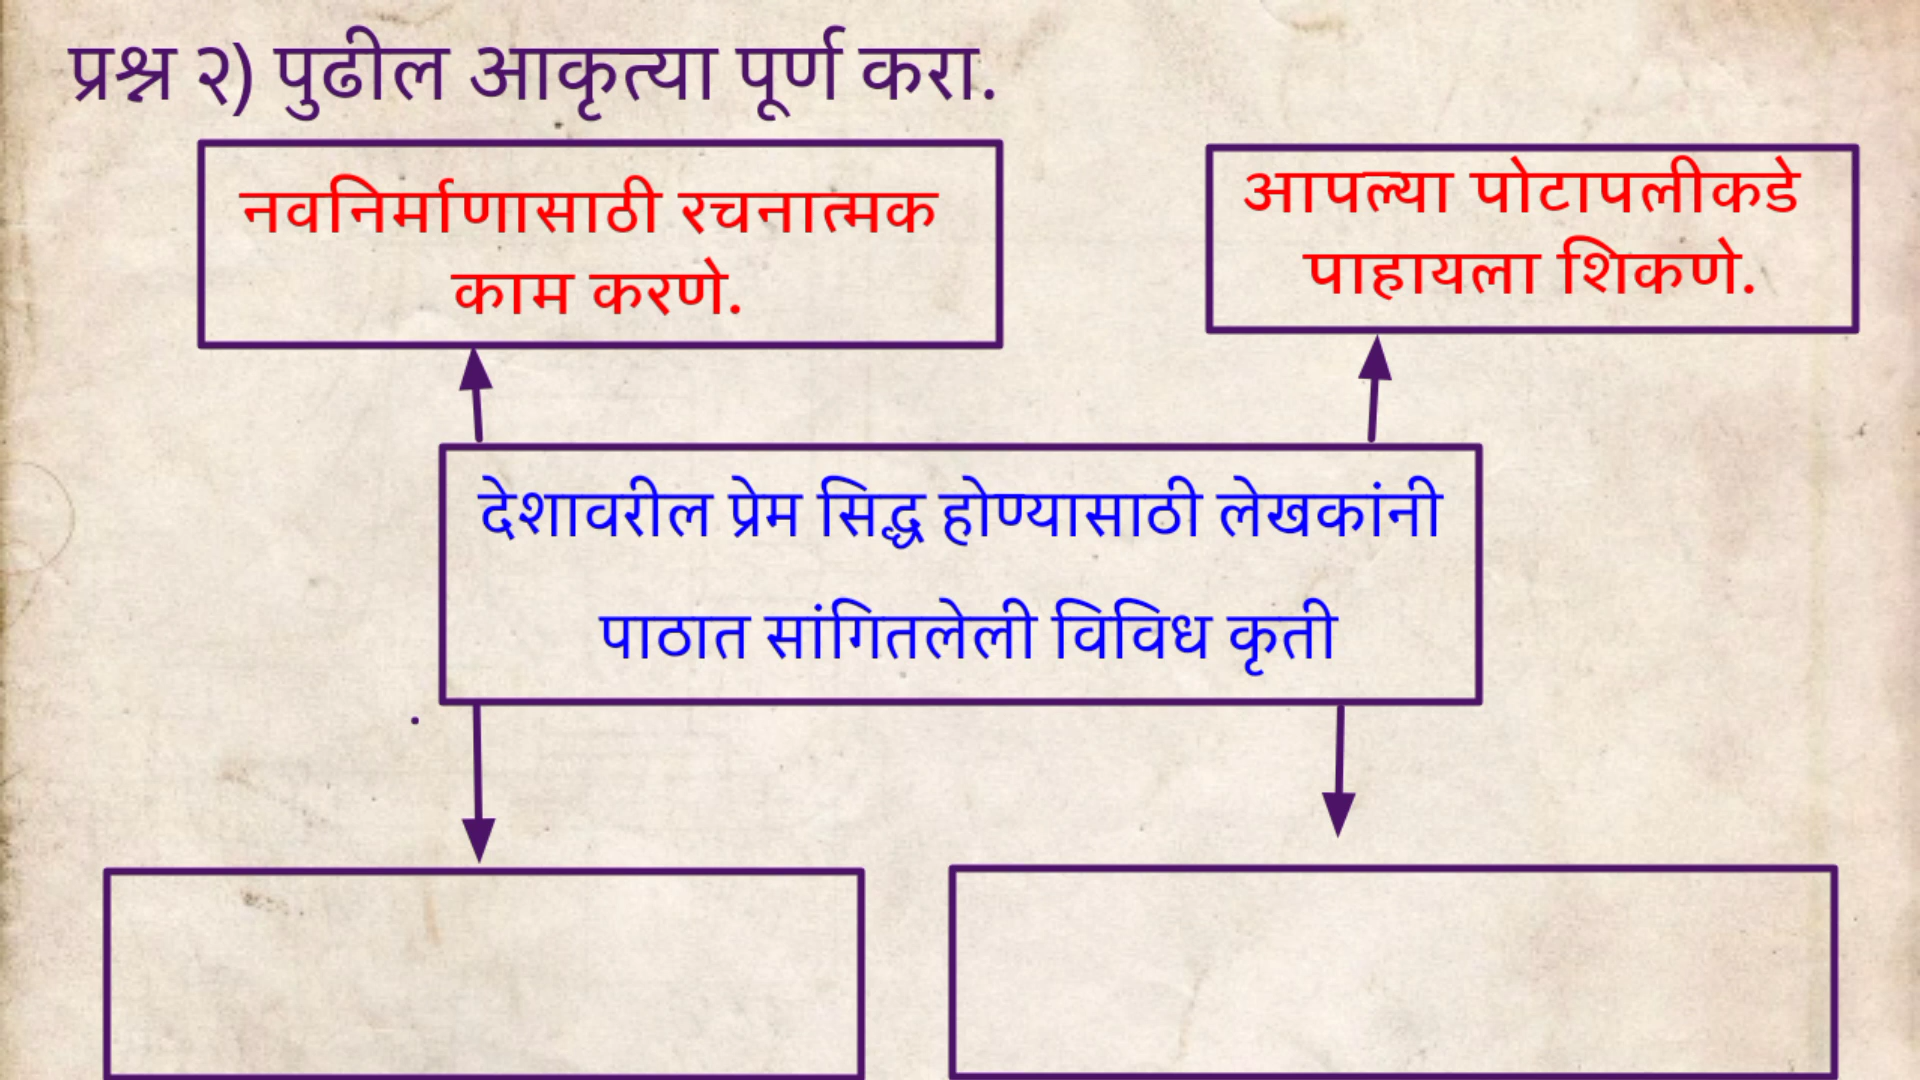 प्रश्न २) पुढील आकृत्या पूर्ण करा.
नवनिर्माणासाठी रचनात्मक
काम करणे.
आपल्या पोटापलीकडे
पाहायला शिकणे.
देशावरील प्रेम सिद्ध होण्यासाठी लेखकांनी
पाठात सांगितलेली विविध कृती